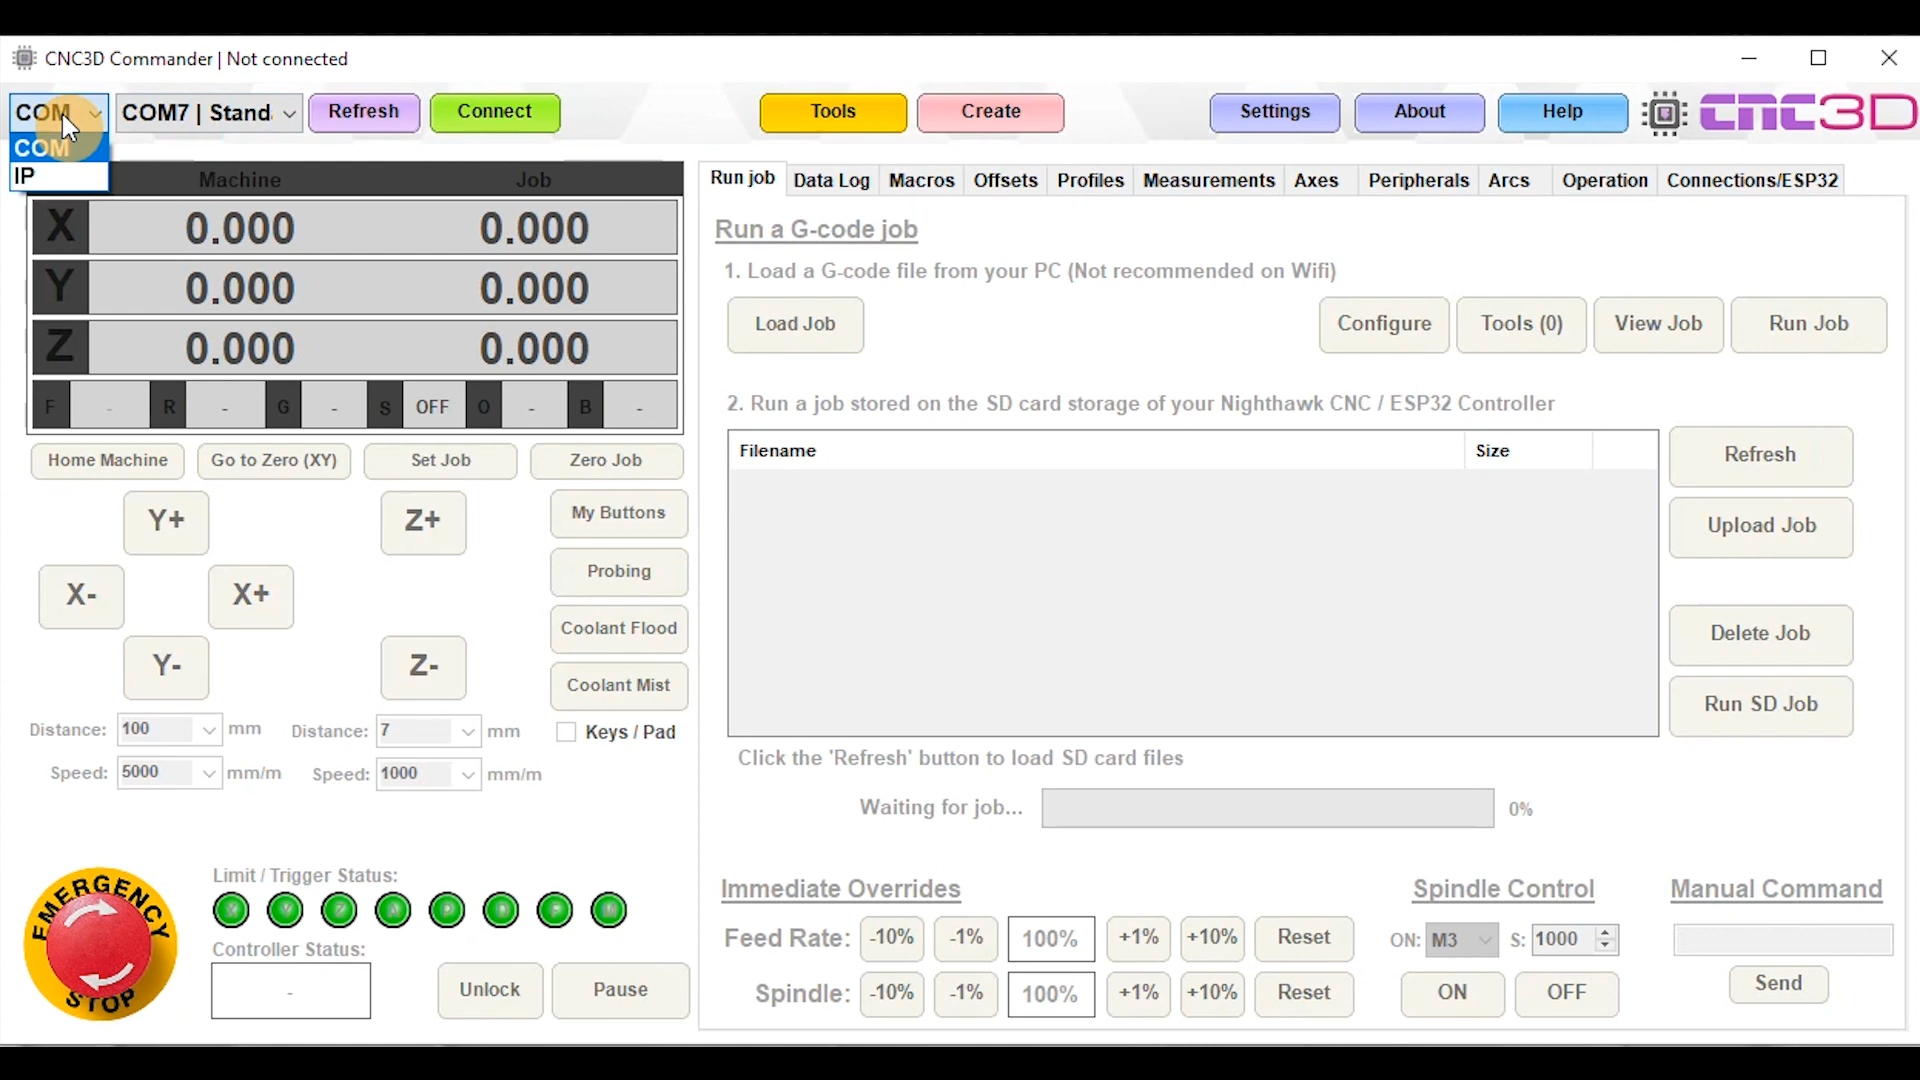 CNC3D Commander | Not connected
COM COM7 | Stand. Refresh Connect Tools Create Settings About Help CNC3D
COM
IP
Machine Job
X 0.000 0.000
Y 0.000 0.000
Z 0.000 0.000
F - R - G - S OFF O - B -
Home Machine Go to Zero (XY) Set Job Zero Job
Y+ Z+ My Buttons
X- X+ Probing
Coolant Flood
Y- Z- Coolant Mist
Distance: 100 mm Distance: 7 mm Keys / Pad
Speed: 5000 mm/m Speed: 1000 mm/m
EMERGENCY STOP
Limit / Trigger Status:
X Y Z A P
Controller Status:
-
Unlock Pause
Run job Data Log Macros Offsets Profiles Measurements Axes Peripherals Arcs Operation Connections/ESP32
Run a G-code job
1. Load a G-code file from your PC (Not recommended on Wifi)
Load Job Configure Tools (0) View Job Run Job
2. Run a job stored on the SD card storage of your Nighthawk CNC / ESP32 Controller
Filename Size
Refresh
Upload Job
Delete Job
Run SD Job
Click the 'Refresh' button to load SD card files
Waiting for job... 0%
Immediate Overrides Spindle Control Manual Command
Feed Rate: -10% -1% 100% +1% +10% Reset ON: M3 S: 1000
Spindle: -10% -1% 100% +1% +10% Reset ON OFF Send